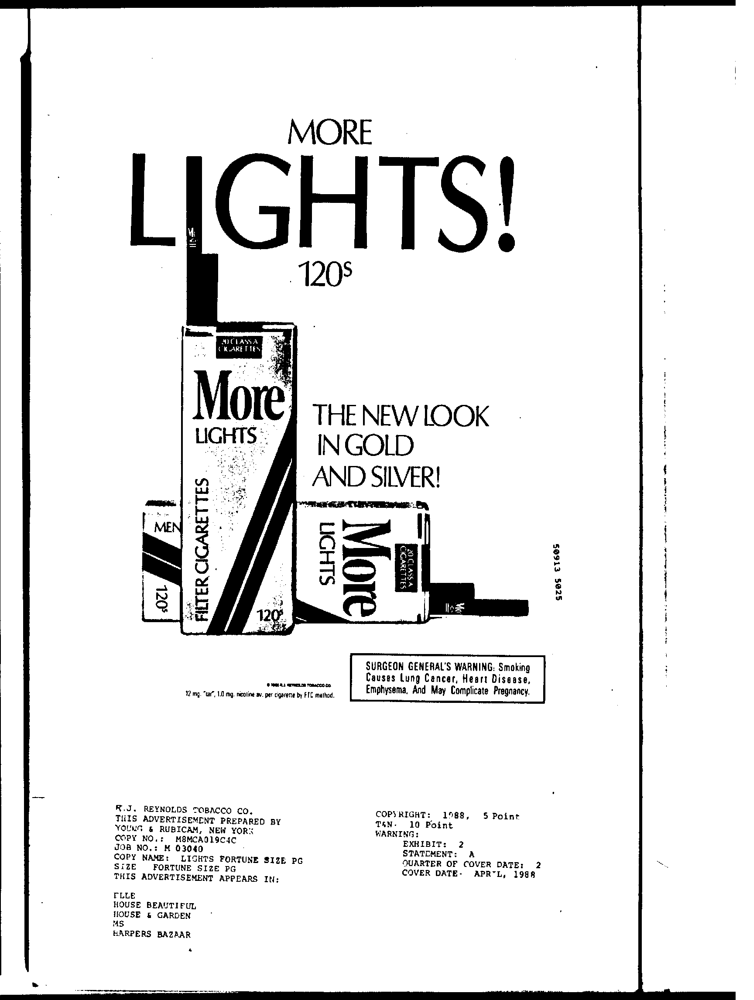 MORE
LIGHTS!
120s
20 CLASS A
CIGARETTES
More
LIGHTS
FILTER CIGARETTES
120s
THE NEW LOOK
IN GOLD
AND SILVER!
MEN
120s
More
LIGHTS
20 CLASS A
CIGARETTES
50913 5025
SURGEON GENERAL'S WARNING: Smoking
Causes Lung Cancer, Heart Disease,
Emphysema, And May Complicate Pregnancy.
R.J. REYNOLDS TOBACCO CO.
12 mg. "tar", 1.0 mg. nicotine av. per cigarette by FTC method.
R.J. REYNOLDS TOBACCO CO.
THIS ADVERTISEMENT PREPARED BY
YOUNG & RUBICAM, NEW YORK
COPY NO.: M8MCA019C4C
JOB NO.: M 03040
COPY NAME: LIGHTS FORTUNE SIZE PG
SIZE FORTUNE SIZE PG
THIS ADVERTISEMENT APPEARS IN:
ELLE
HOUSE BEAUTIFUL
HOUSE & GARDEN
MS
HARPERS BAZAAR
COPYRIGHT: 1988, 5 Point
T&N. 10 Point
WARNING:
EXHIBIT: 2
STATEMENT: A
QUARTER OF COVER DATE: 2
COVER DATE. APRIL, 1988